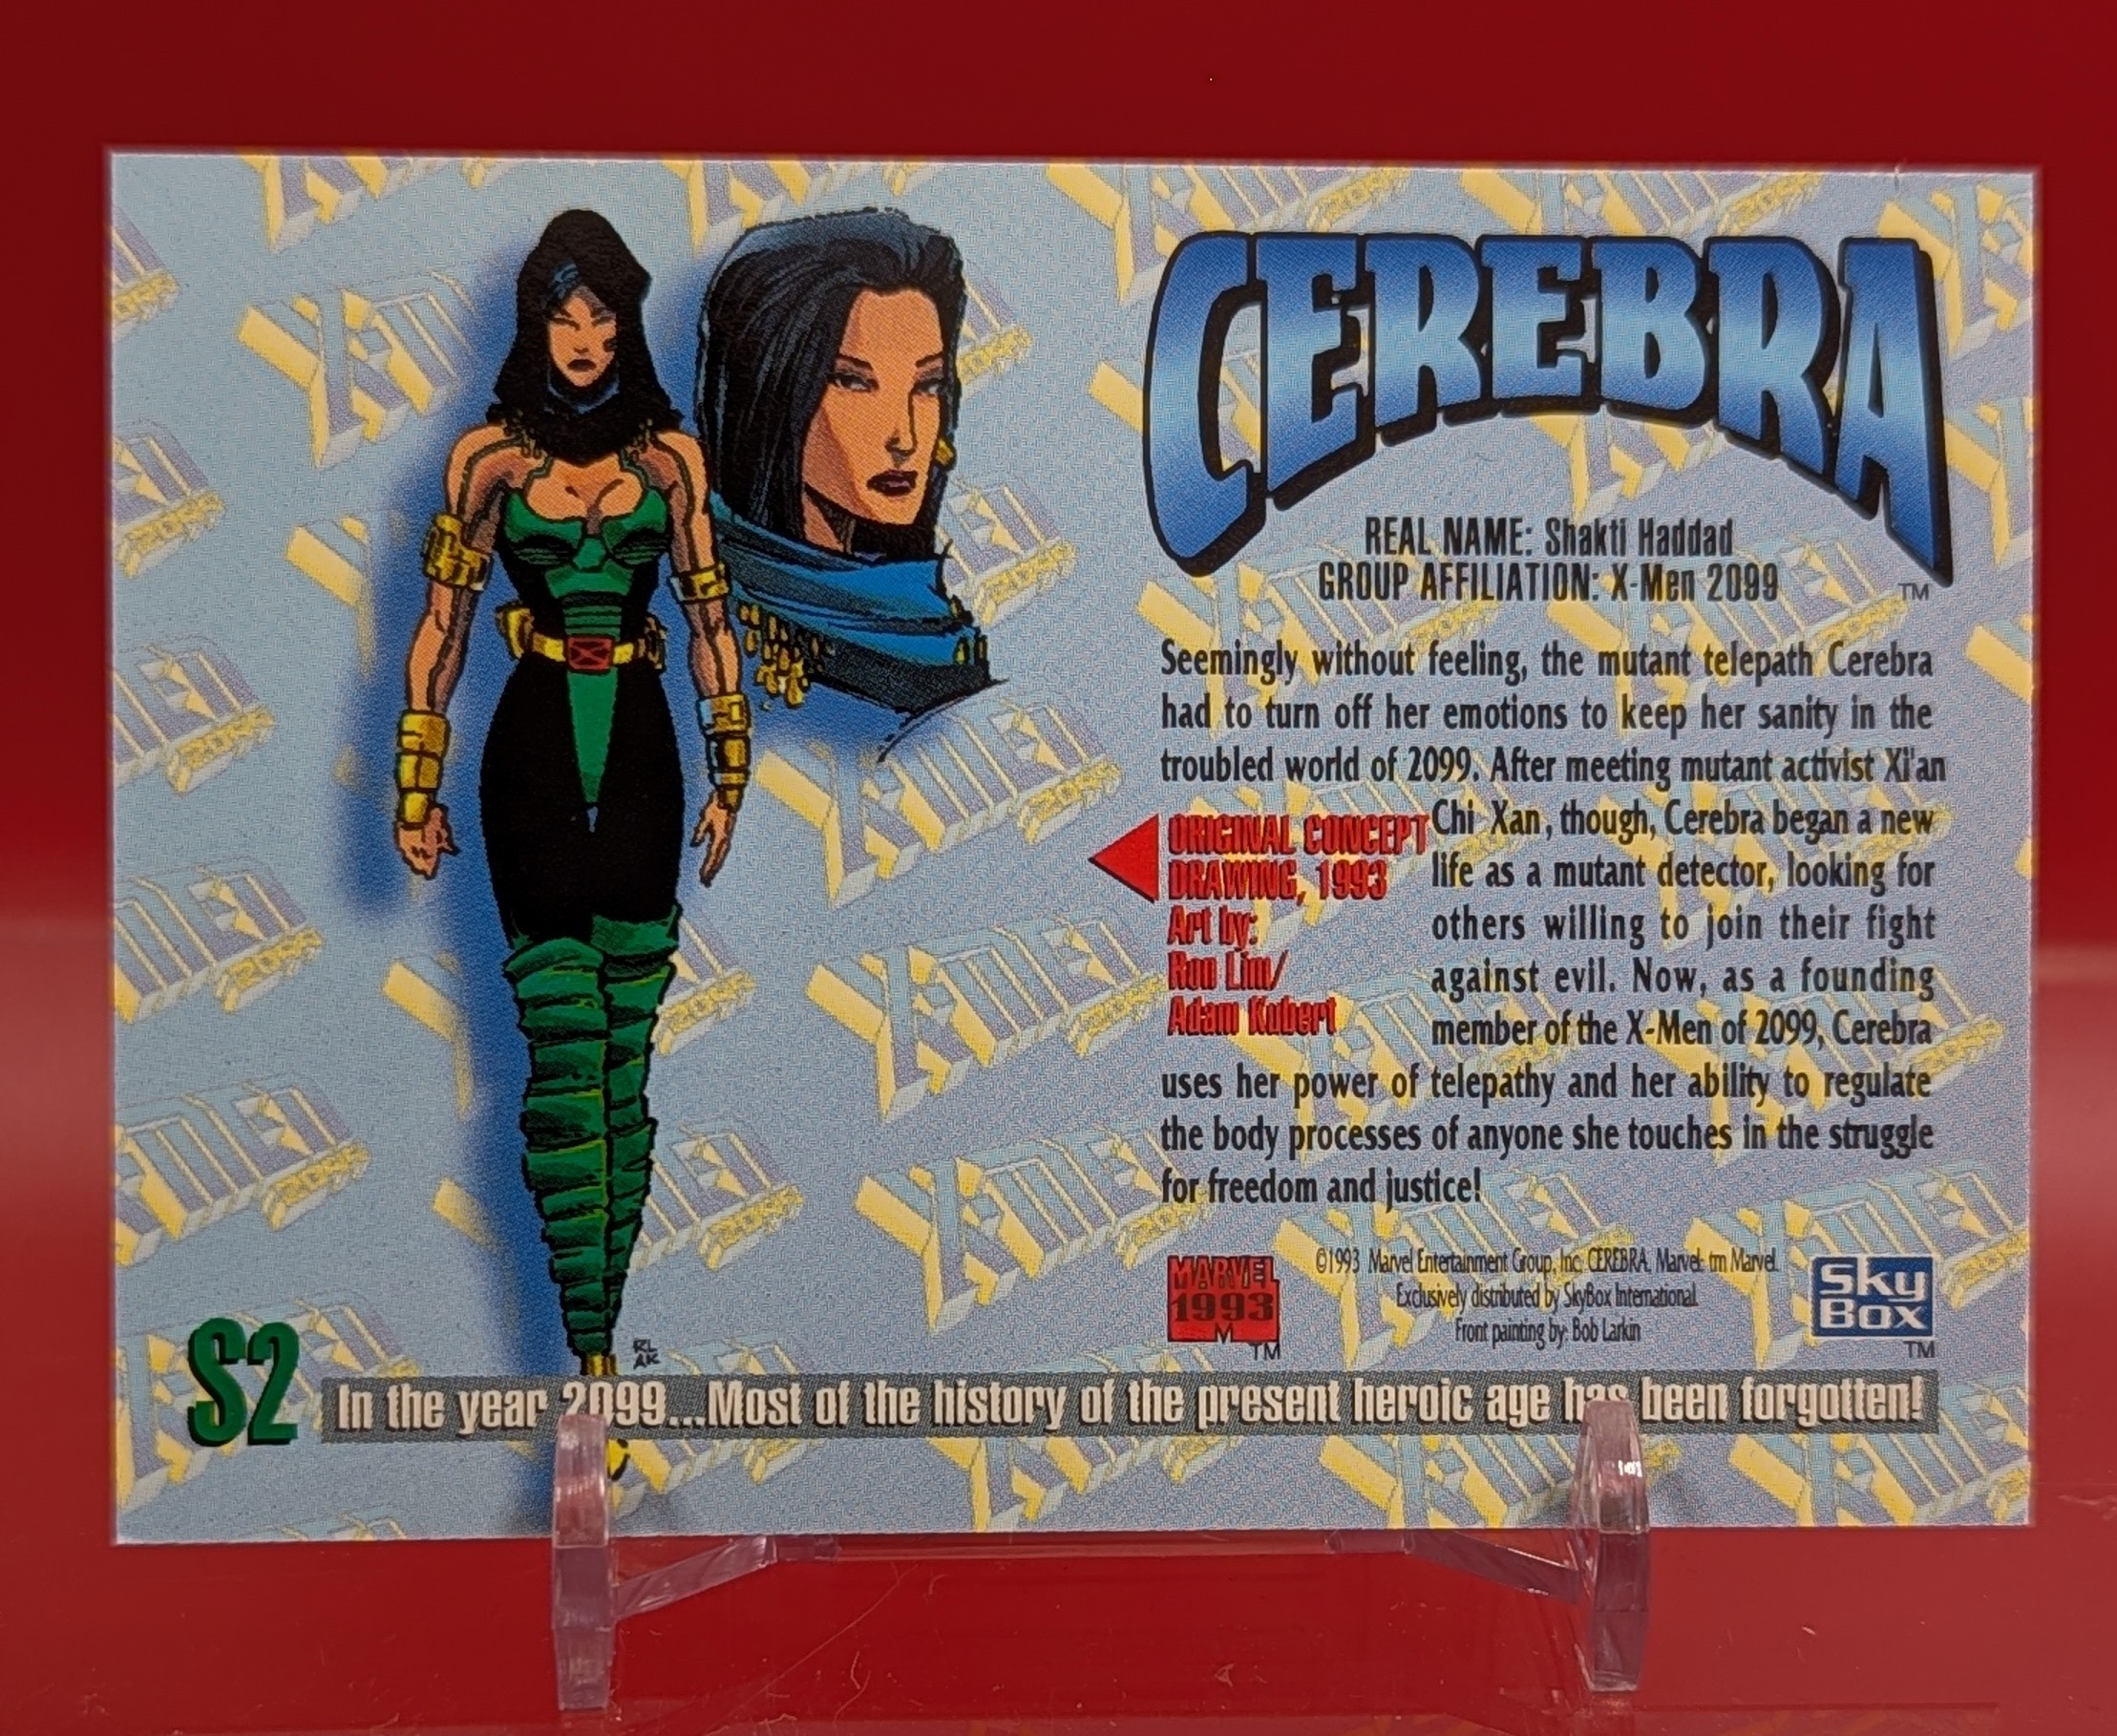 CEREBRA
TM
REAL NAME: Shakti Haddad
GROUP AFFILIATION: X-Men 2099
Seemingly without feeling, the mutant telepath Cerebra
had to turn off her emotions to keep her sanity in the
troubled world of 2099. After meeting mutant activist Xi'an
Chi Xan, though, Cerebra began a new
life as a mutant detector, looking for
others willing to join their fight
against evil. Now, as a founding
member of the X-Men of 2099, Cerebra
uses her power of telepathy and her ability to regulate
the body processes of anyone she touches in the struggle
for freedom and justice!
ORIGINAL CONCEPT
DRAWING, 1993
Art by:
Ron Lim/
Adam Kubert
MARVEL
1993
M
TM
©1993 Marvel Entertainment Group, Inc. CEREBRA, Marvel: tm Marvel.
Exclusively distributed by SkyBox International.
Front painting by: Bob Larkin
Sky
Box
TM
RL
AK
S2
In the year 2099...Most of the history of the present heroic age has been forgotten!
X-MEN
2099